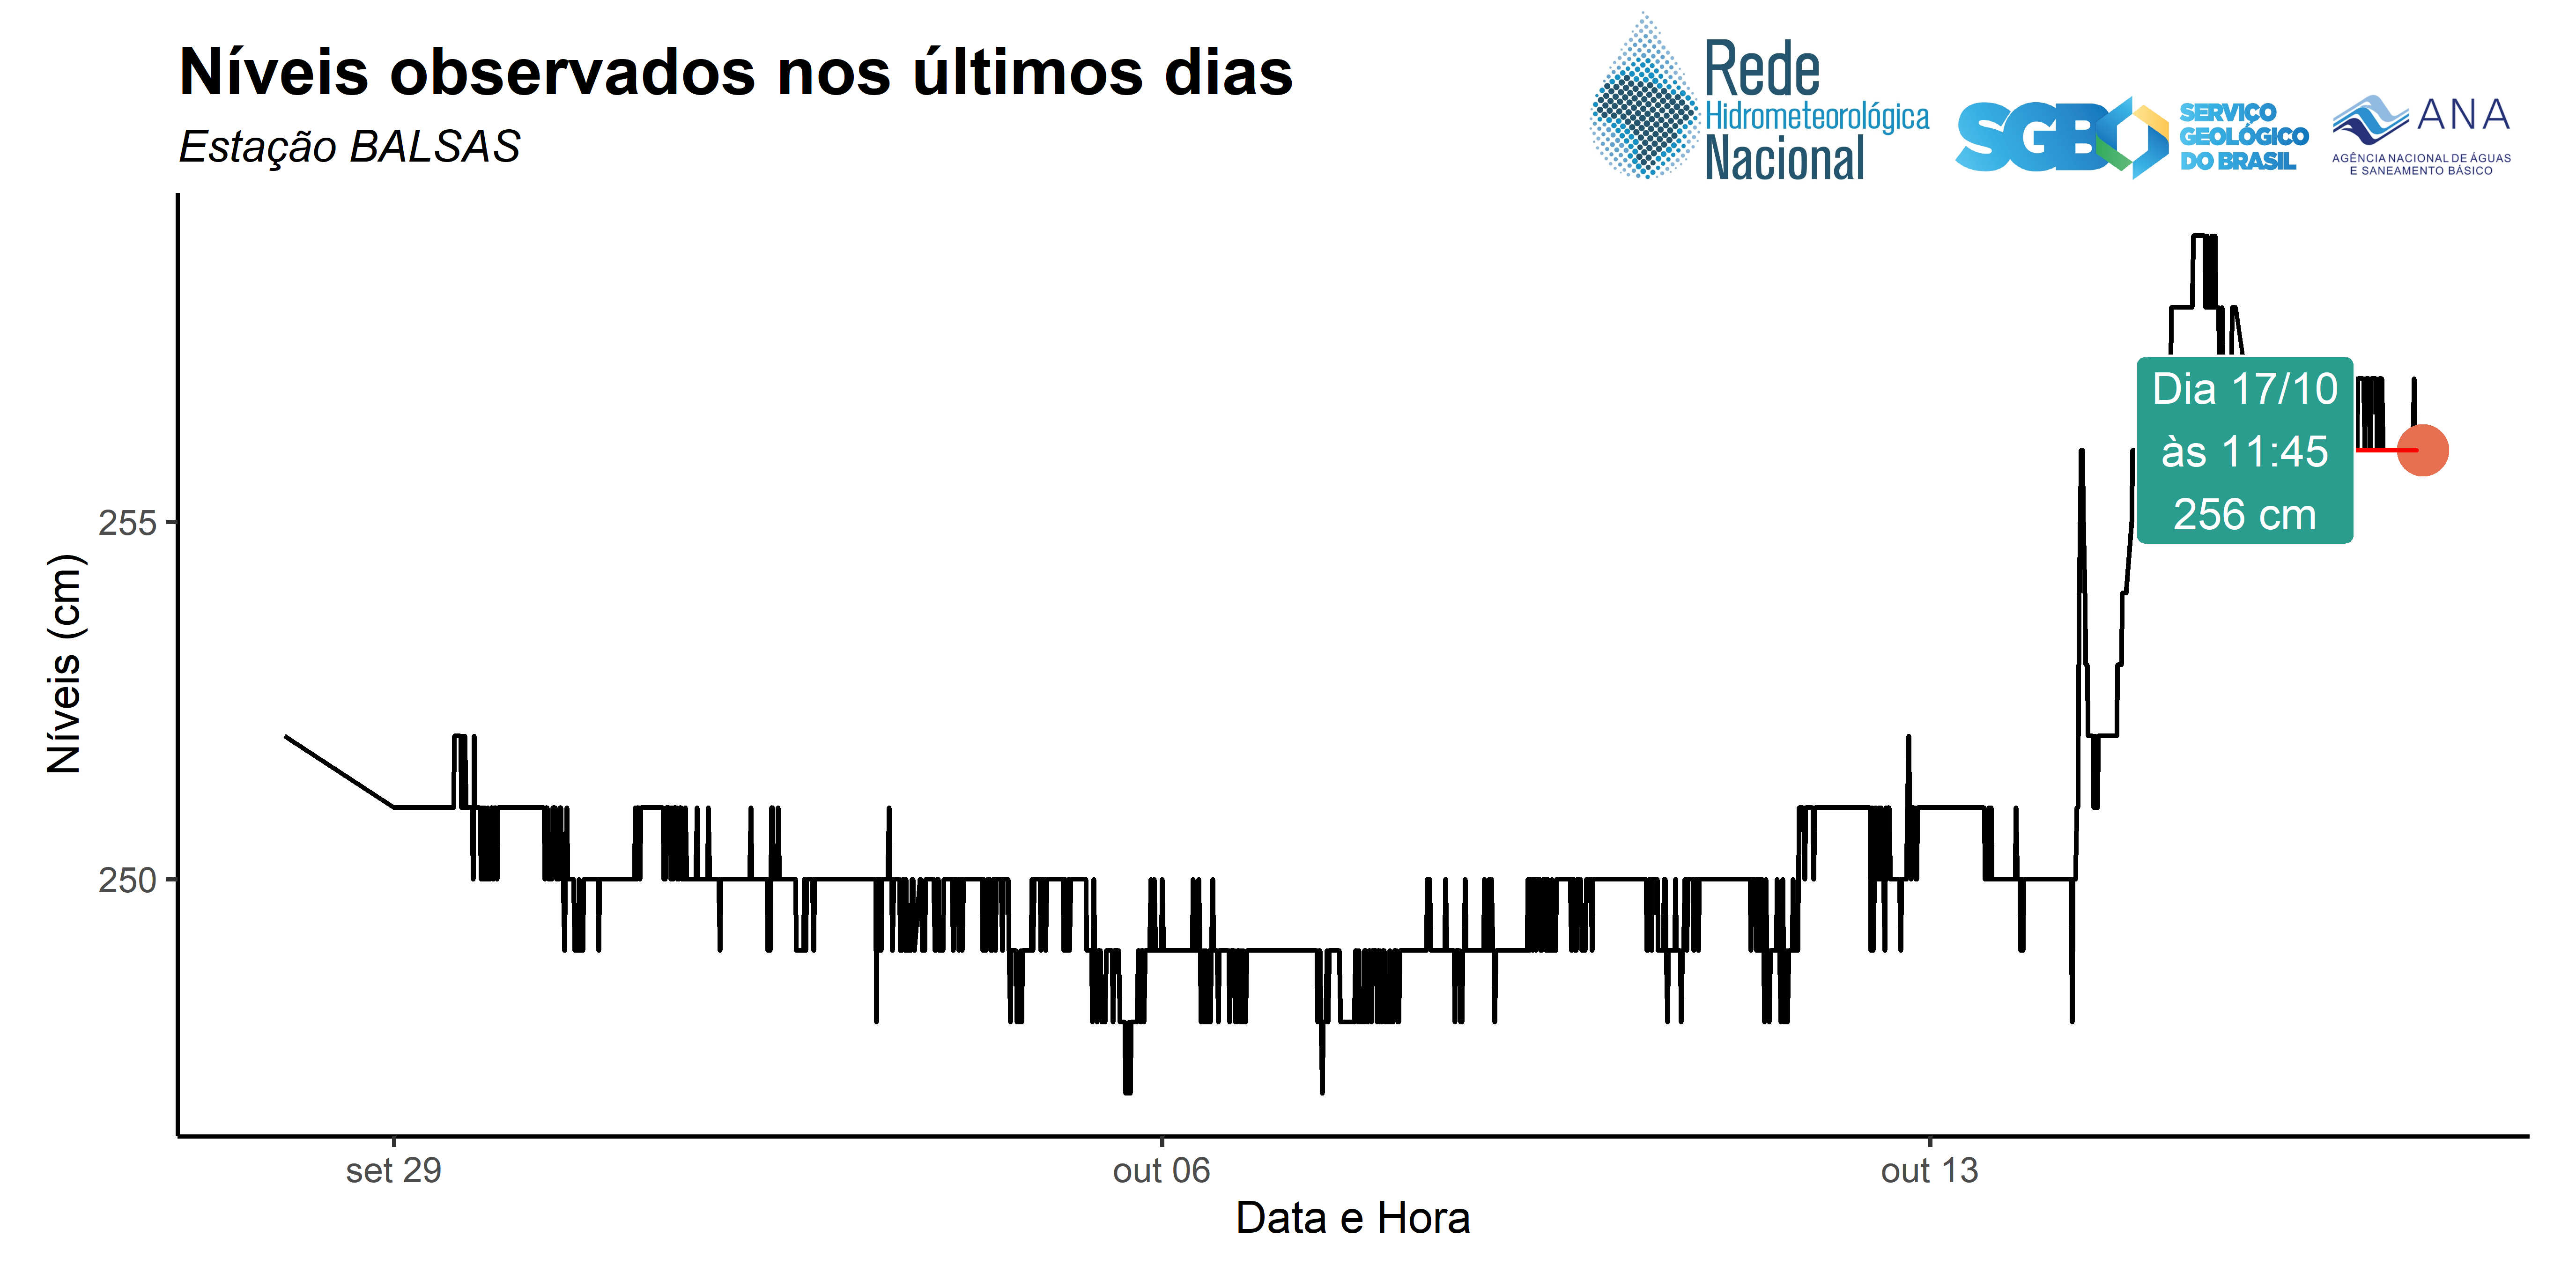 Níveis observados nos últimos dias
Estação BALSAS
Rede
Hidrometeorológica
Nacional
SGB
SERVIÇO
GEOLÓGICO
DO BRASIL
ANA
AGÊNCIA NACIONAL DE ÁGUAS
E SANEAMENTO BÁSICO
Dia 17/10
às 11:45
256 cm
Níveis (cm)
255
250
set 29
out 06
out 13
Data e Hora